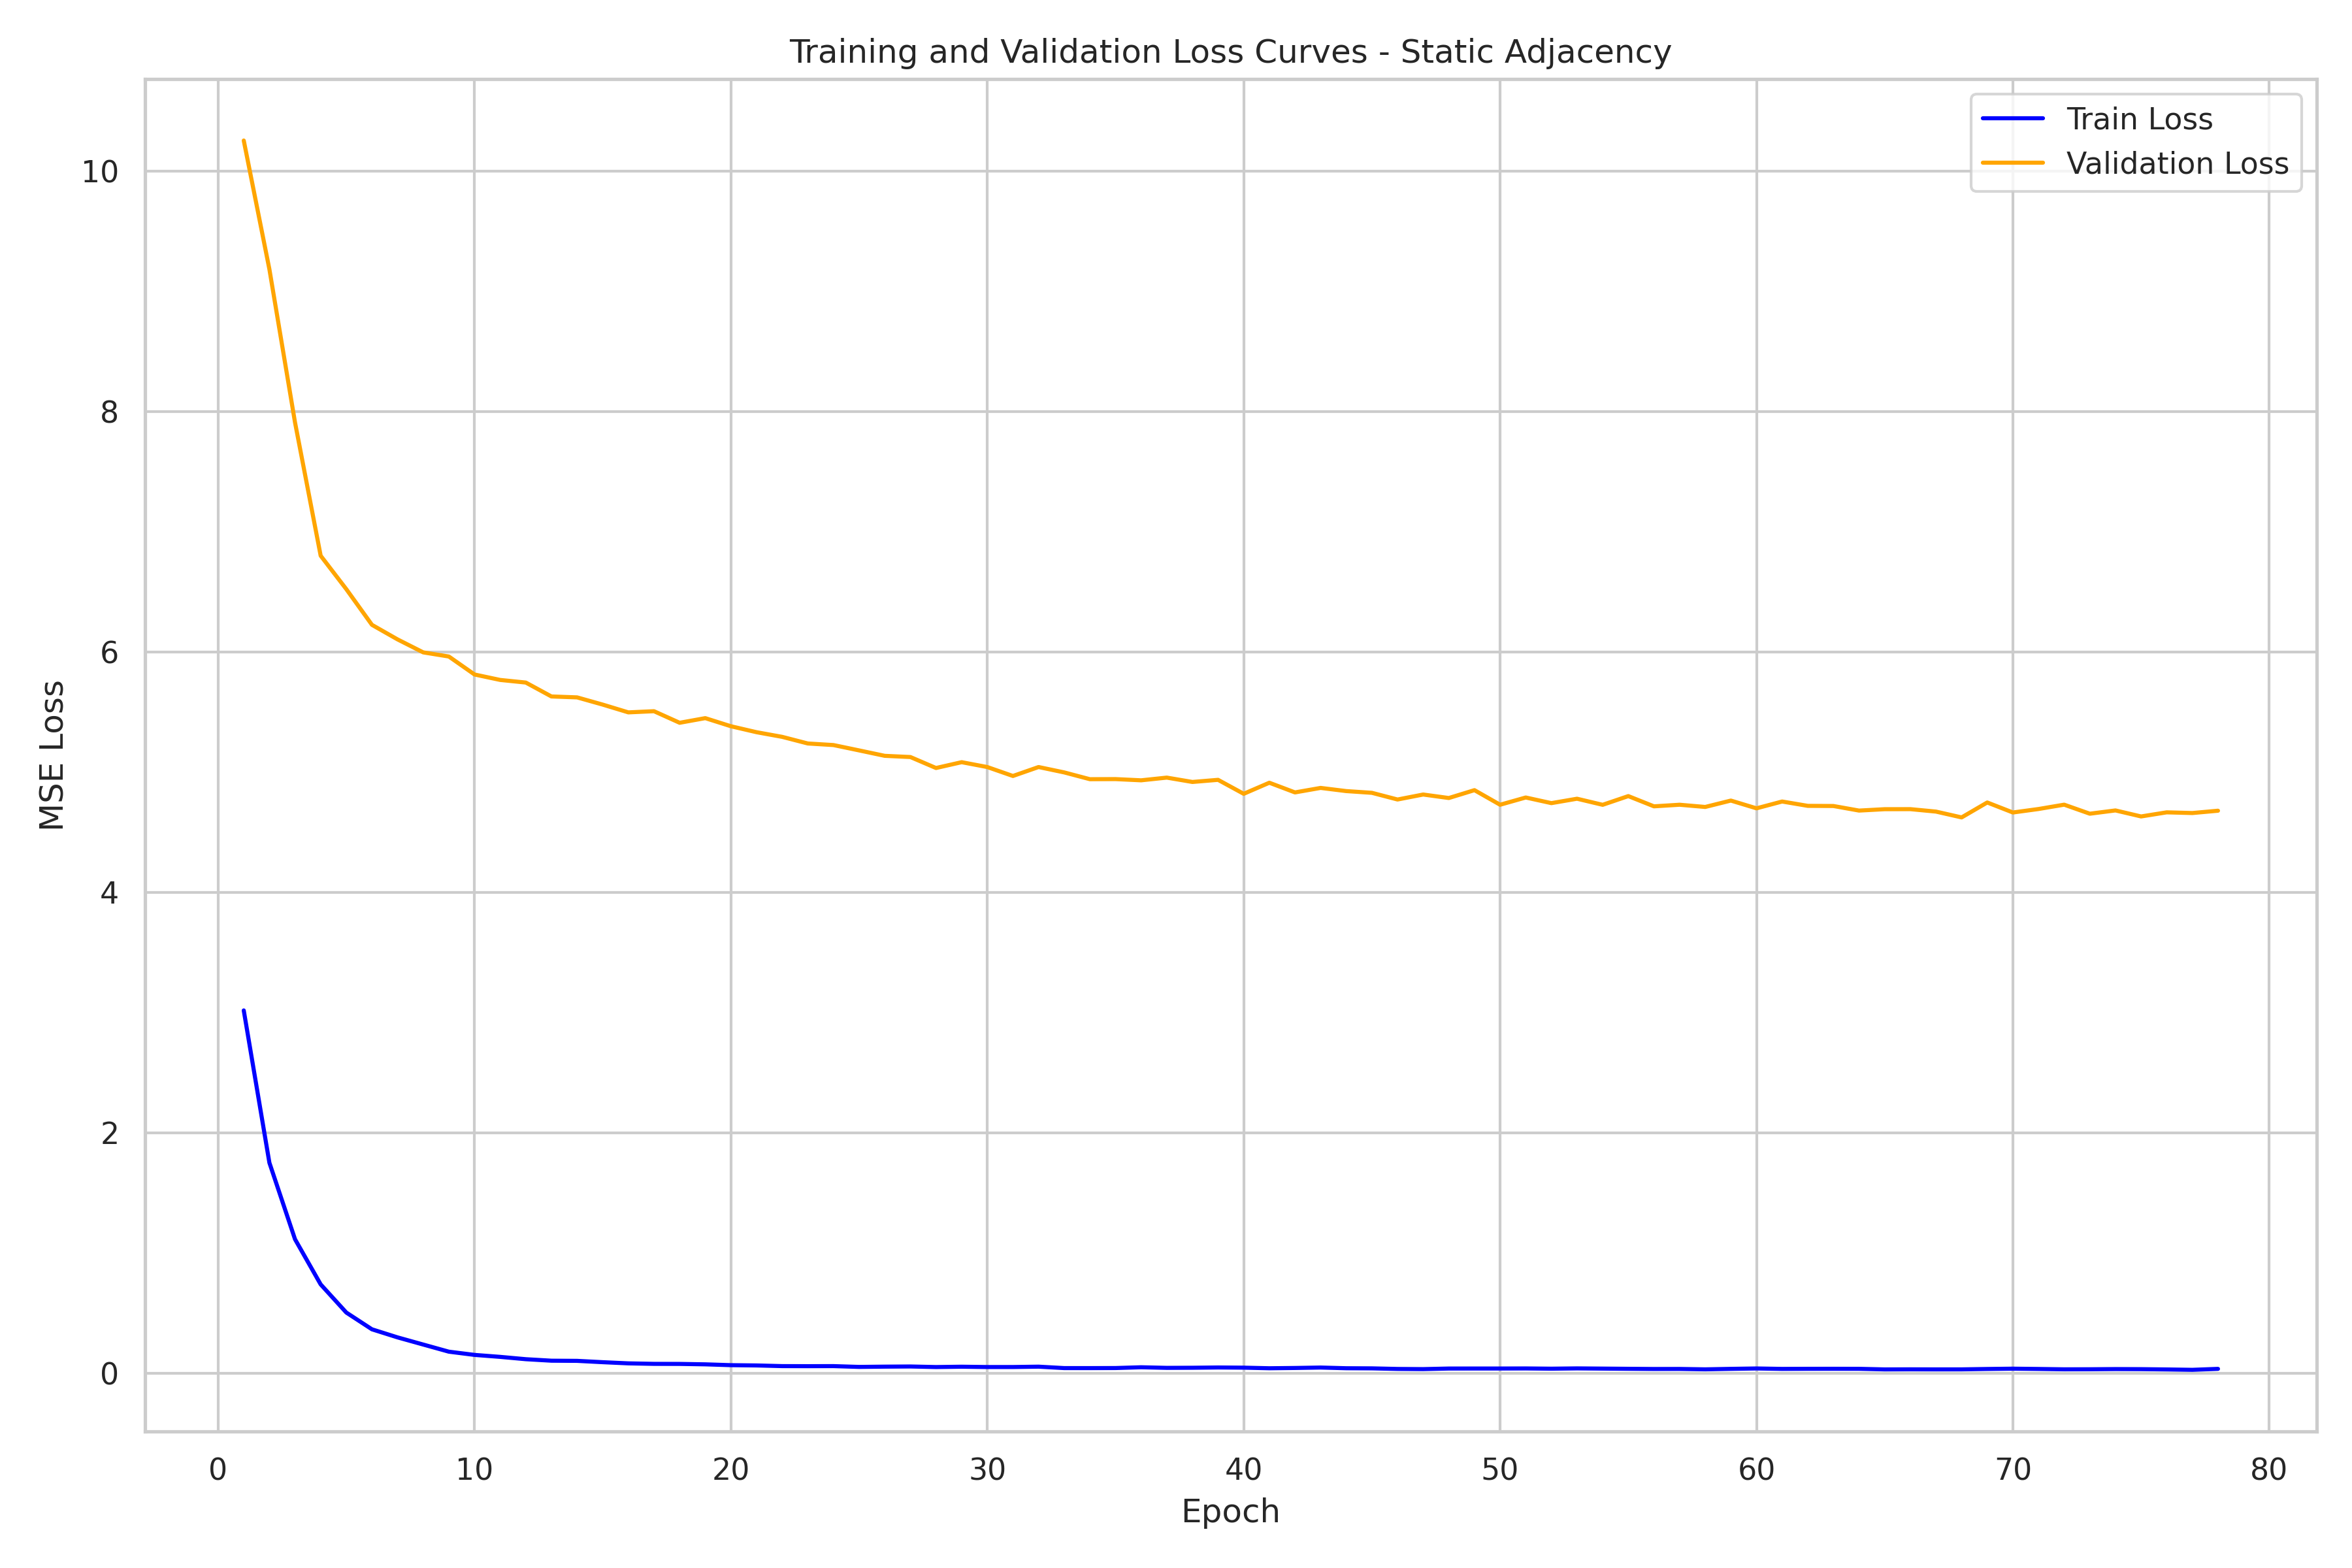 Training and Validation Loss Curves - Static Adjacency
Train Loss
Validation Loss
10
8
6
4
2
0
MSE Loss
0 10 20 30 40 50 60 70 80
Epoch